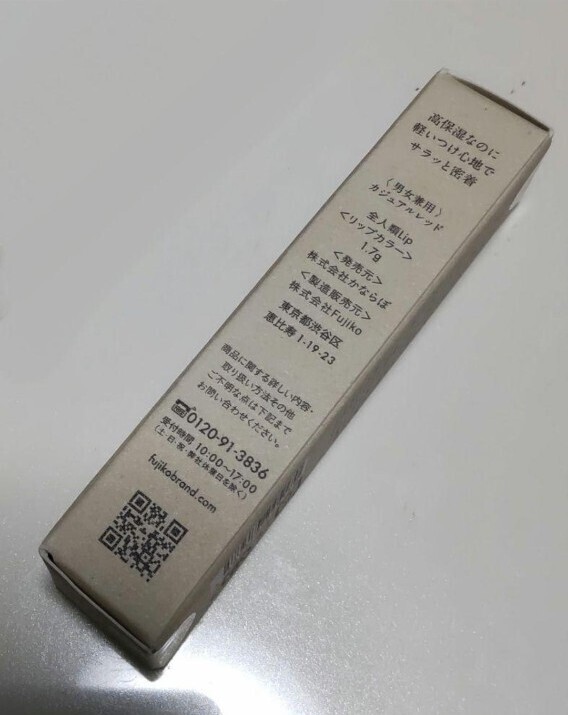 高保湿なのに
軽いつけ心地で
サラッと密着
〈男女兼用〉
カジュアルレッド
全人類Lip
<リップカラー>
1.7g
<発売元>
株式会社かならぼ
<製造販売元>
株式会社Fujiko
東京都渋谷区
恵比寿 1-19-23
商品に関する詳しい内容・
取り扱い方法その他
ご不明な点は下記まで
お問い合わせください。
0120-91-3836
受付時間 10:00〜17:00
(土・日・祝・弊社休業日を除く)
fujikobrand.com